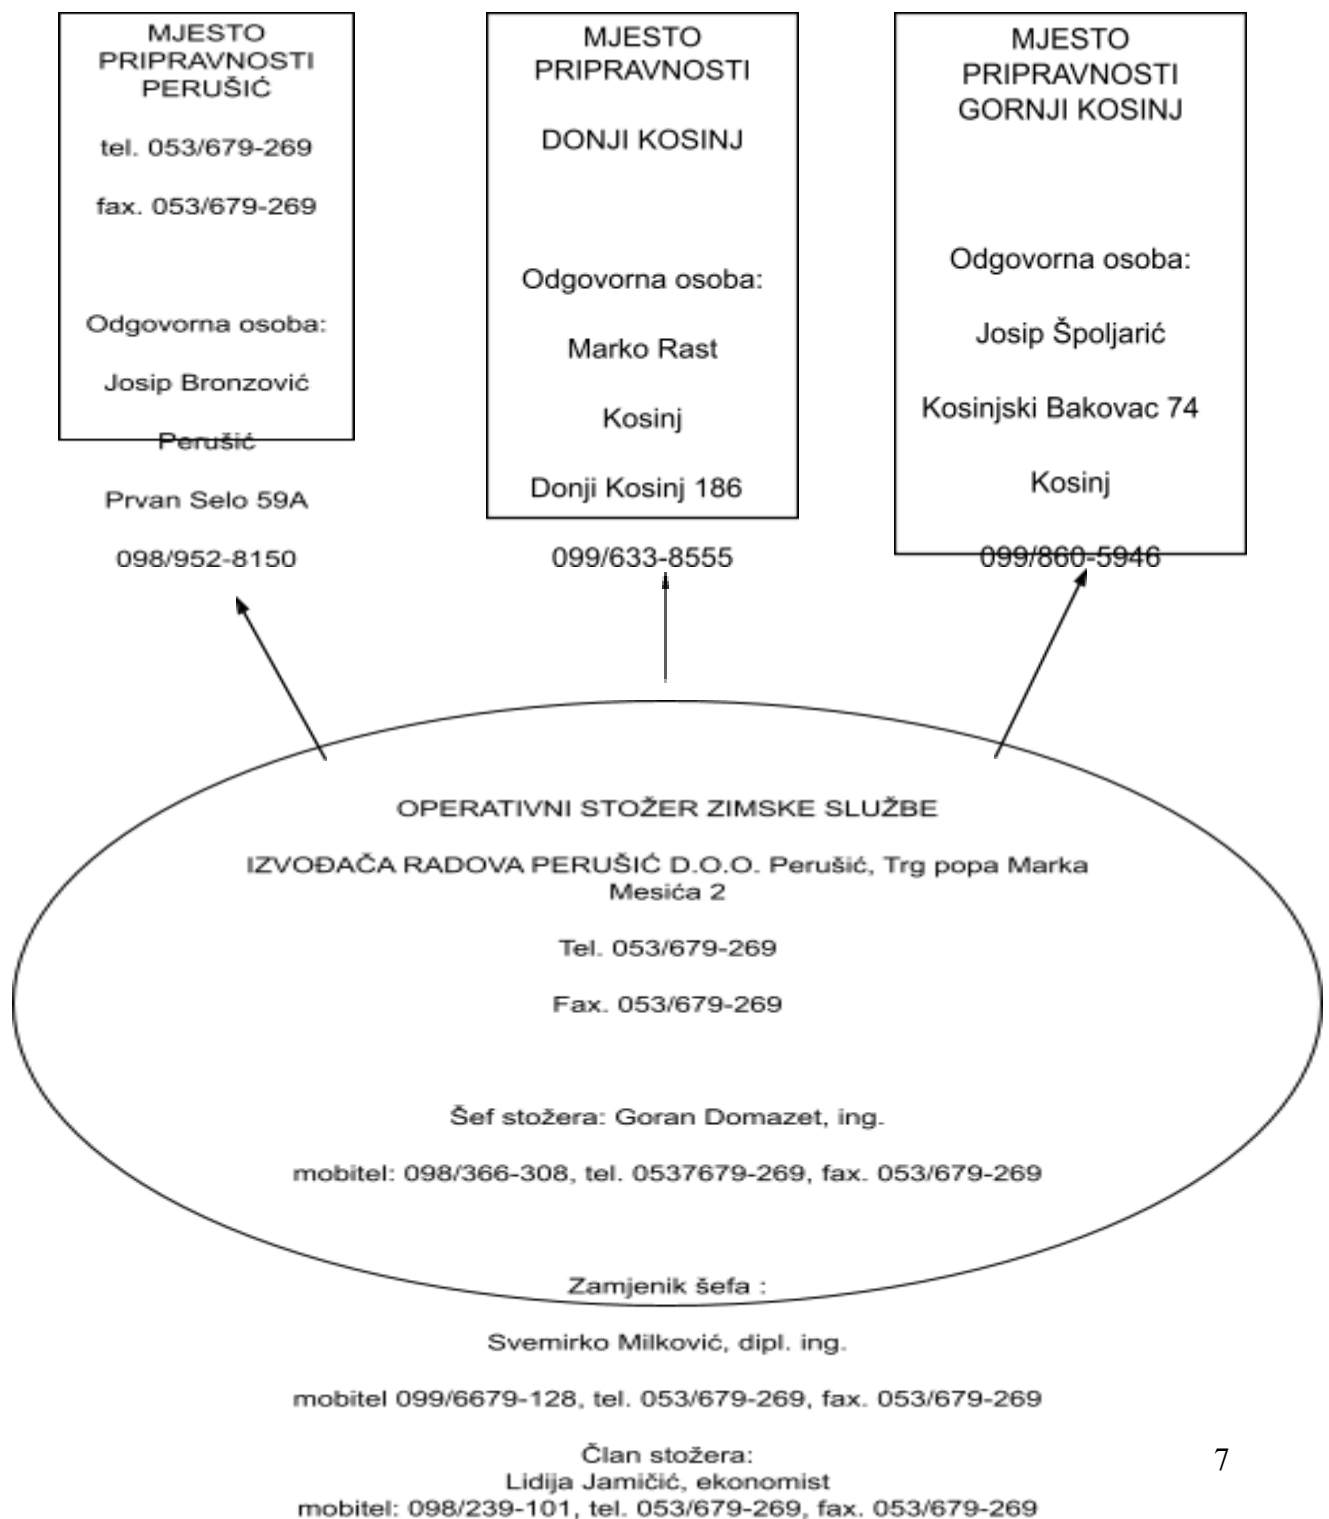 MJESTO
PRIPRAVNOSTI
PERUŠIĆ
tel. 053/679-269
fax. 053/679-269
Odgovorna osoba:
Josip Bronzović
Perušić
Prvan Selo 59A
098/952-8150
MJESTO
PRIPRAVNOSTI
DONJI KOSINJ
Odgovorna osoba:
Marko Rast
Kosinj
Donji Kosinj 186
099/633-8555
MJESTO
PRIPRAVNOSTI
GORNJI KOSINJ
Odgovorna osoba:
Josip Špoljarić
Kosinjski Bakovac 74
Kosinj
099/860-5946
OPERATIVNI STOŽER ZIMSKE SLUŽBE
IZVOĐAČA RADOVA PERUŠIĆ D.O.O. Perušić, Trg popa Marka
Mesića 2
Tel. 053/679-269
Fax. 053/679-269
Šef stožera: Goran Domazet, ing.
mobitel: 098/366-308, tel. 0537679-269, fax. 053/679-269
Zamjenik šefa :
Svemirko Milković, dipl. ing.
mobitel 099/6679-128, tel. 053/679-269, fax. 053/679-269
Član stožera:
Lidija Jamičić, ekonomist
mobitel: 098/239-101, tel. 053/679-269, fax. 053/679-269
7